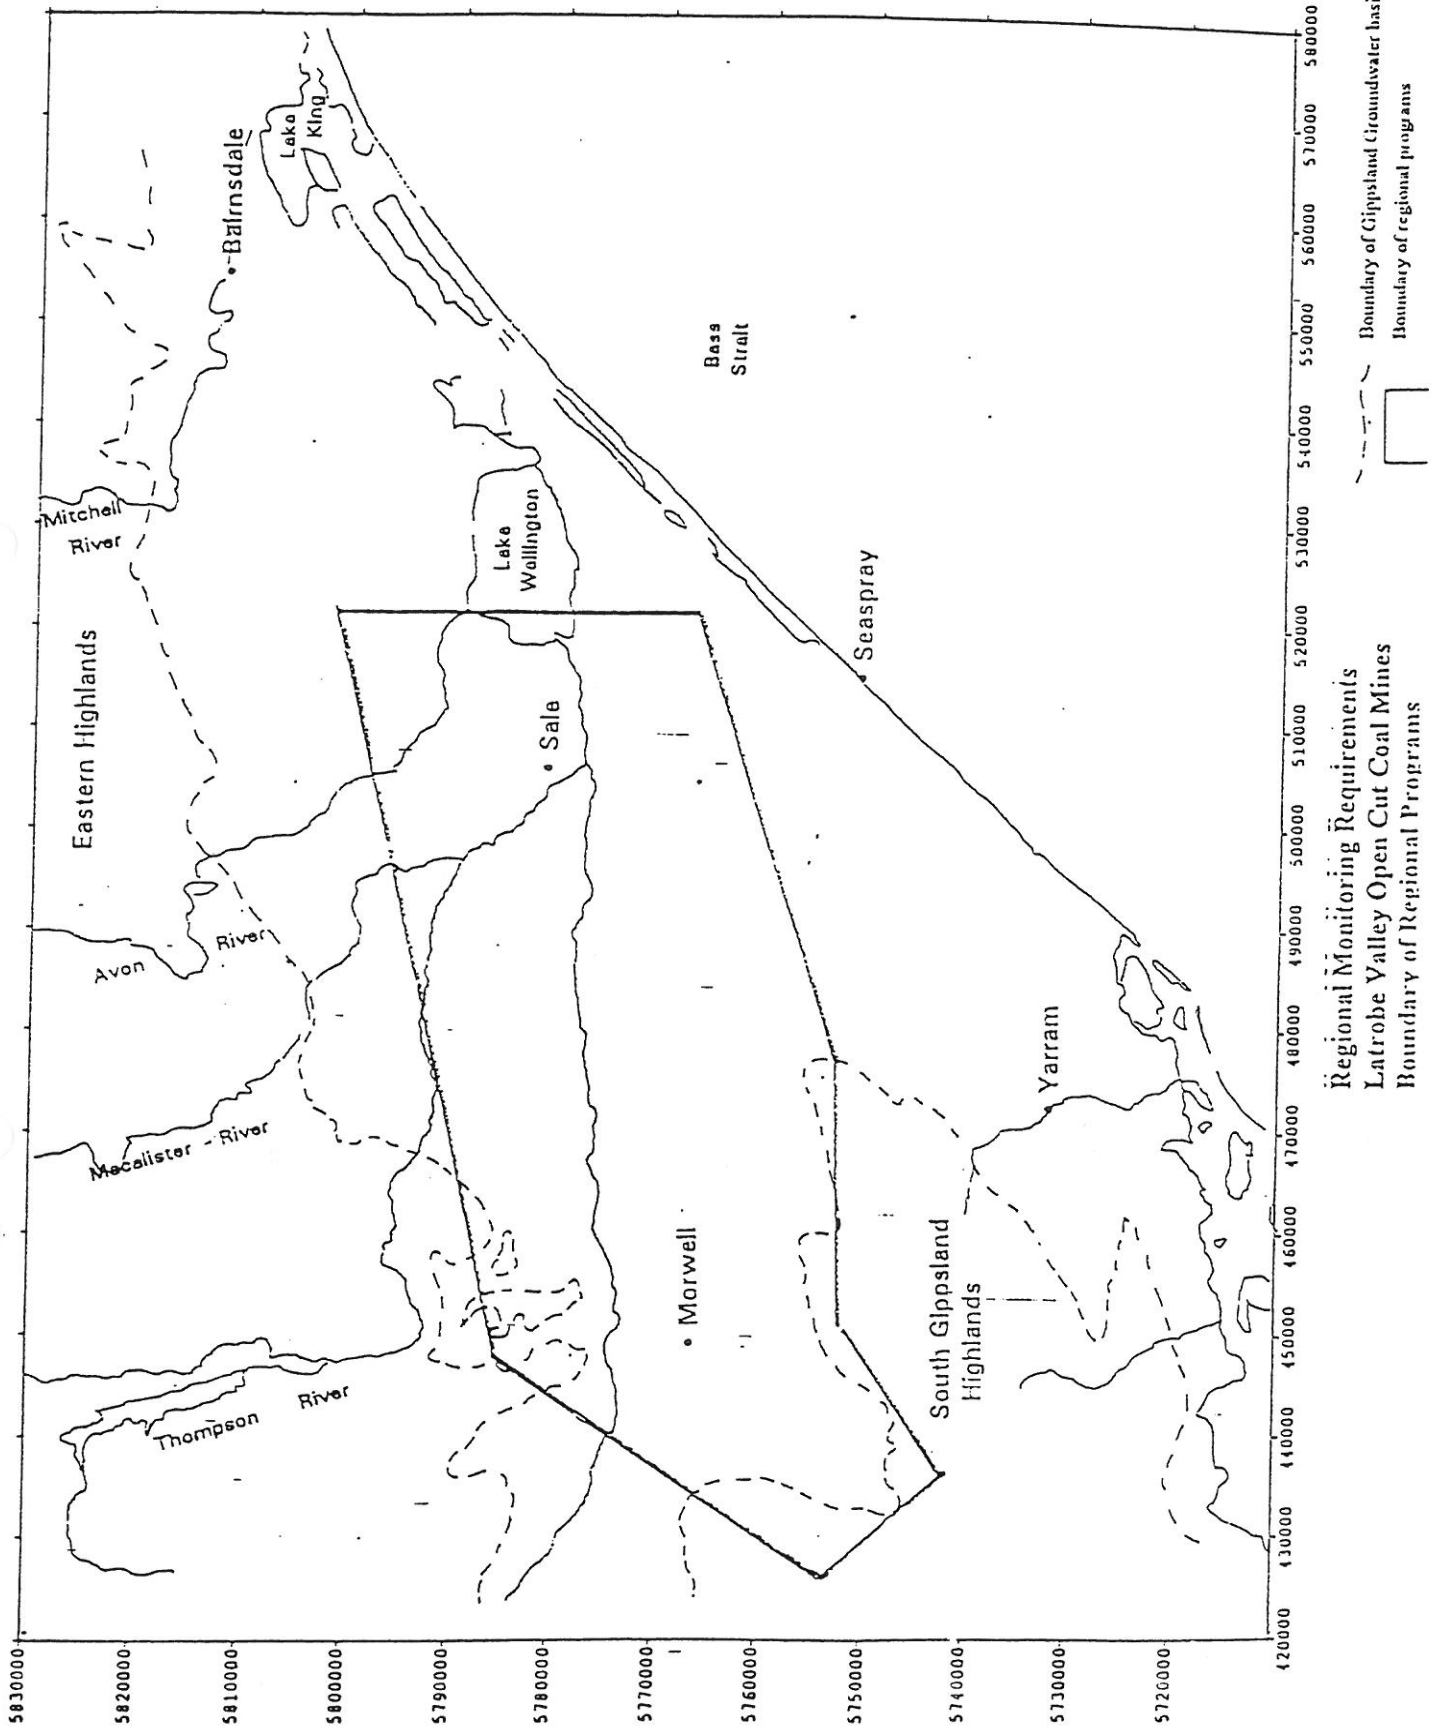 Eastern Highlands
Mitchell
River
Avon
River
Macalister - River
Thompson
River
Bairnsdale
Laka
King
Laka
Wallington
Sala
Seaspray
Bass
Strait
Morwell
Yarram
South Gippsland
Highlands
5830000
5820000
5810000
5800000
5790000
5780000
5770000
5760000
5750000
5740000
5730000
5720000
420000
430000
440000
450000
460000
470000
480000
490000
500000
510000
520000
530000
540000
550000
560000
570000
580000
Boundary of Gippsland Groundwater basi
Boundary of regional programs
Regional Monitoring Requirements
Latrobe Valley Open Cut Coal Mines
Boundary of Regional Programs